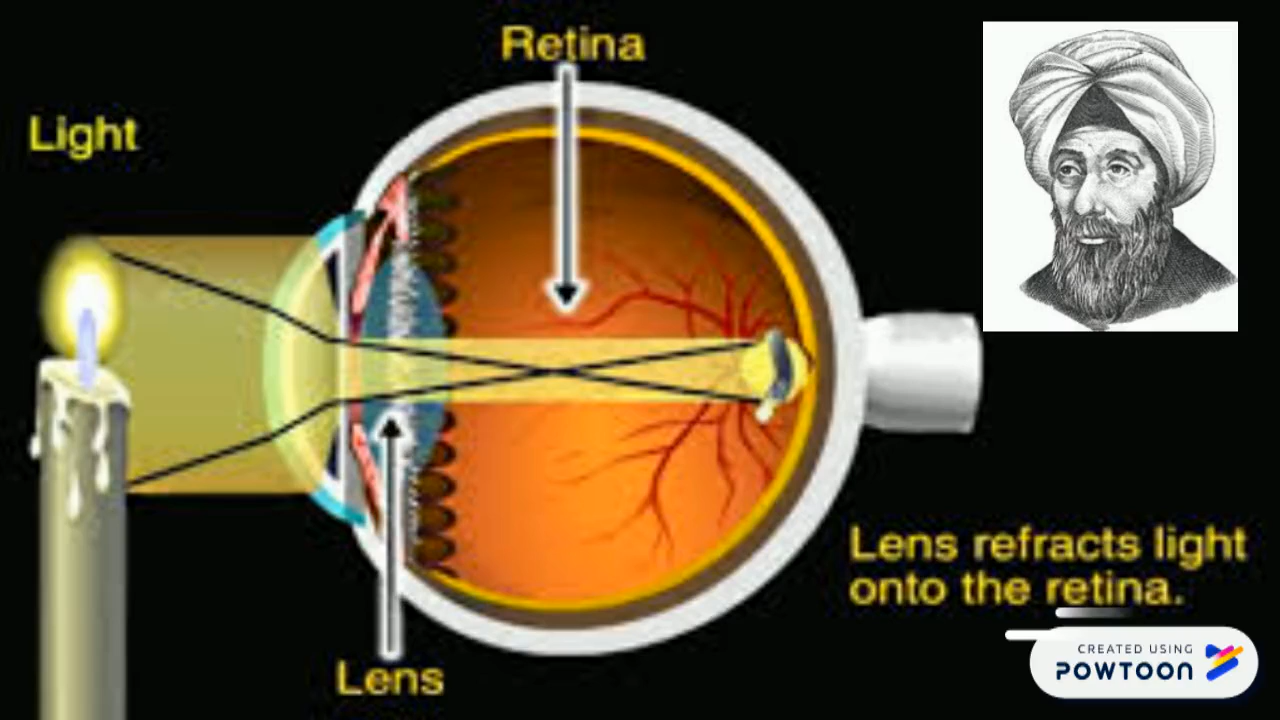 Retina
Light
Lens refracts light
onto the retina.
Lens
CREATED USING
POWTOON